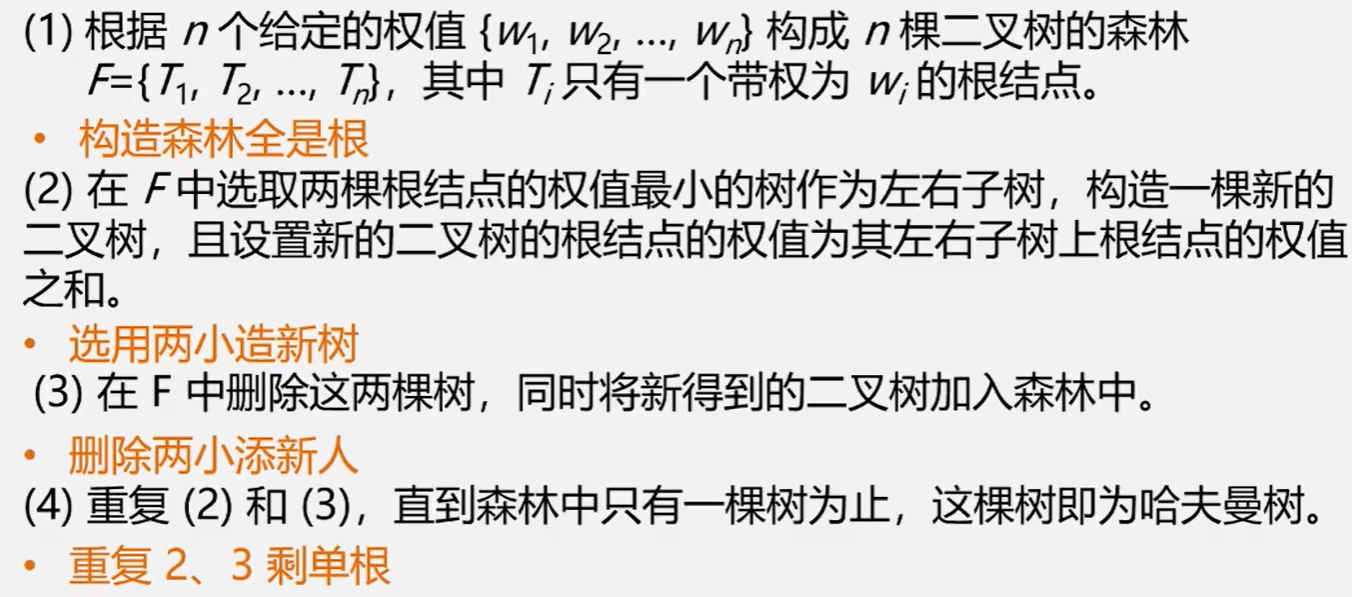 (1) 根据 n 个给定的权值 {w1, w2, ..., wn} 构成 n 棵二叉树的森林
F={T1, T2, ..., Tn}，其中 Ti 只有一个带权为 wi 的根结点。
• 构造森林全是根
(2) 在 F 中选取两棵根结点的权值最小的树作为左右子树，构造一棵新的
二叉树，且设置新的二叉树的根结点的权值为其左右子树上根结点的权值
之和。
• 选用两小造新树
(3) 在 F 中删除这两棵树，同时将新得到的二叉树加入森林中。
• 删除两小添新人
(4) 重复 (2) 和 (3)，直到森林中只有一棵树为止，这棵树即为哈夫曼树。
• 重复 2、3 剩单根